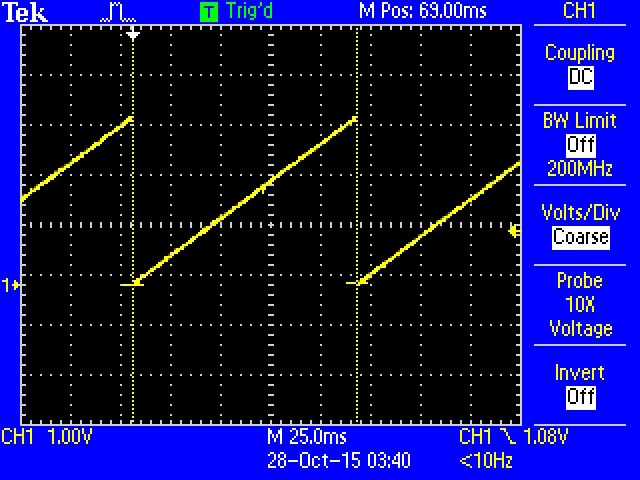 Tek T Trig'd M Pos: 69.00ms CH1
Coupling
DC
BW Limit
Off
200MHz
Volts/Div
Coarse
1
Probe
10X
Voltage
Invert
Off
CH1 1.00V M 25.0ms CH1 1.08V
28-Oct-15 03:40 <10Hz